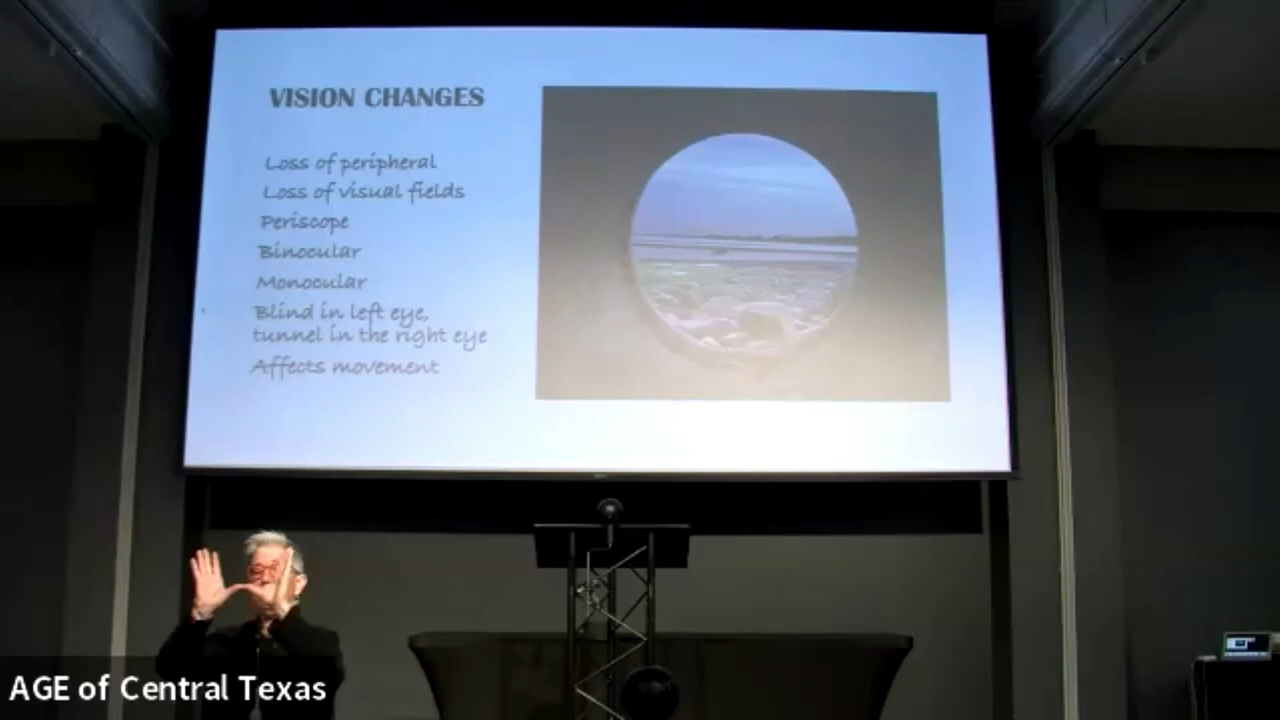 VISION CHANGES
Loss of peripheral
Loss of visual fields
Periscope
Binocular
Monocular
Blind in left eye,
tunnel in the right eye
Affects movement
AGE of Central Texas